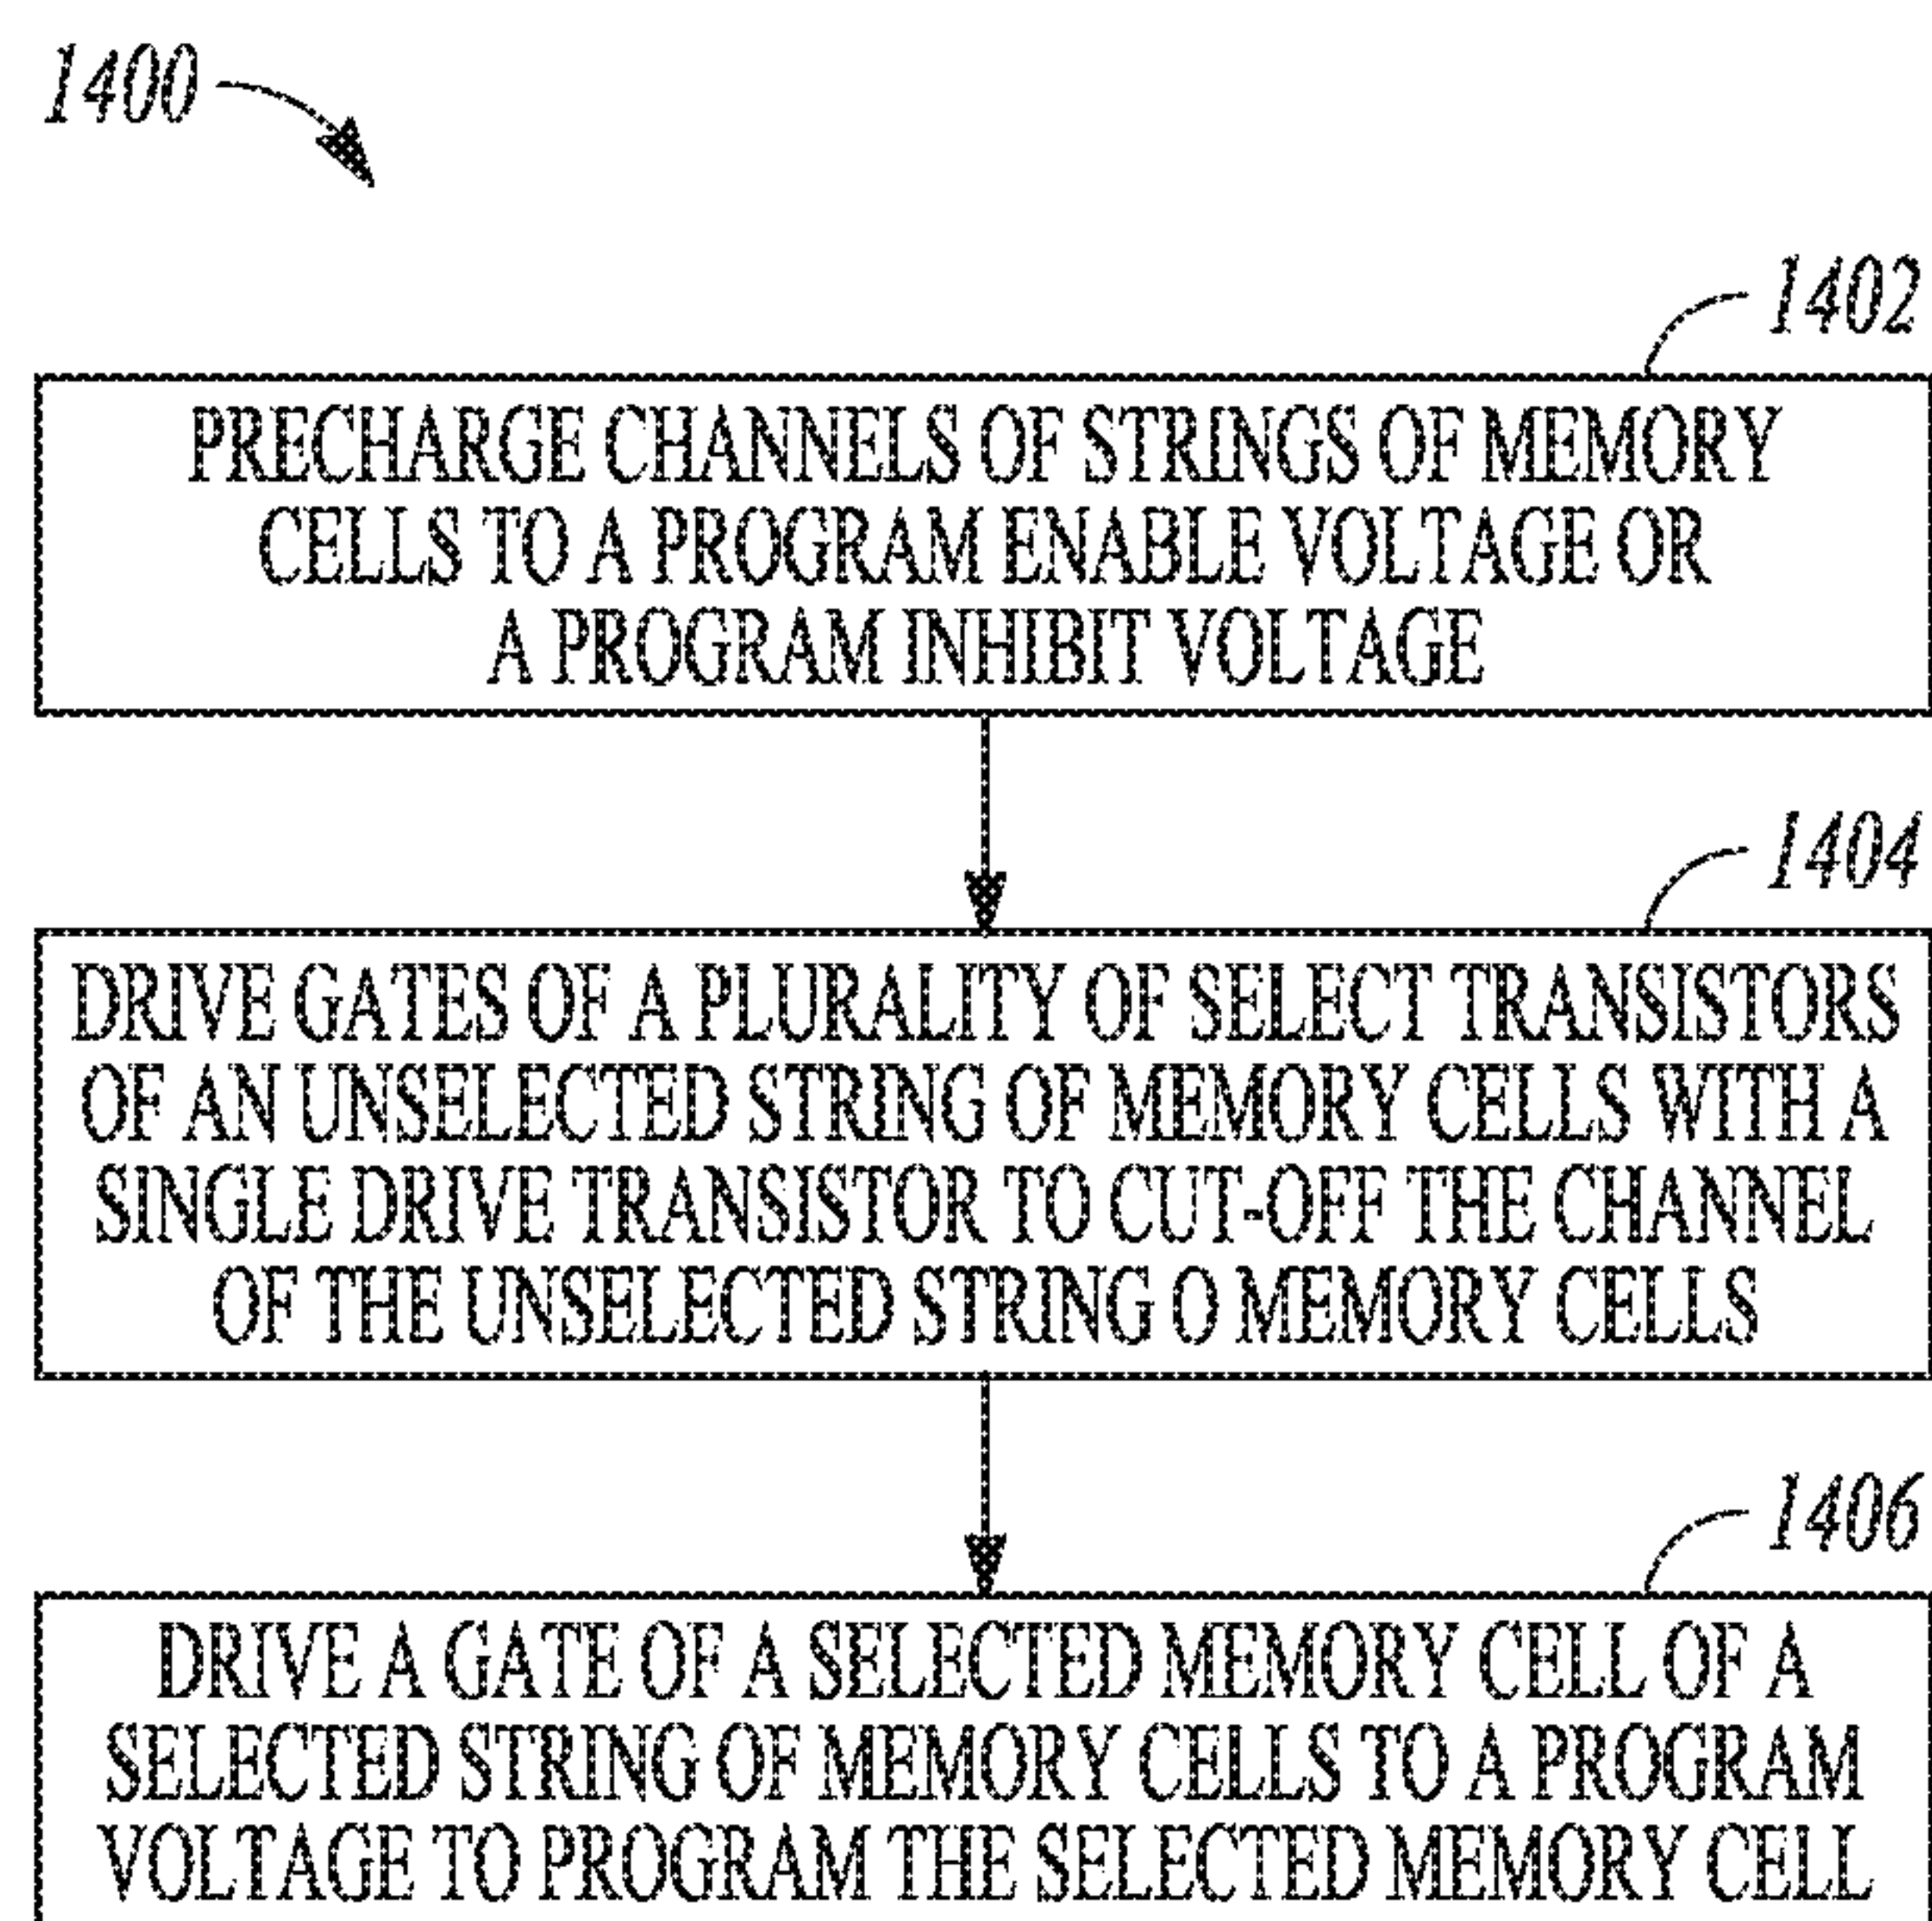 1400
1402
PRECHARGE CHANNELS OF STRINGS OF MEMORY
CELLS TO A PROGRAM ENABLE VOLTAGE OR
A PROGRAM INHIBIT VOLTAGE
1404
DRIVE GATES OF A PLURALITY OF SELECT TRANSISTORS
OF AN UNSELECTED STRING OF MEMORY CELLS WITH A
SINGLE DRIVE TRANSISTOR TO CUT-OFF THE CHANNEL
OF THE UNSELECTED STRING O MEMORY CELLS
1406
DRIVE A GATE OF A SELECTED MEMORY CELL OF A
SELECTED STRING OF MEMORY CELLS TO A PROGRAM
VOLTAGE TO PROGRAM THE SELECTED MEMORY CELL